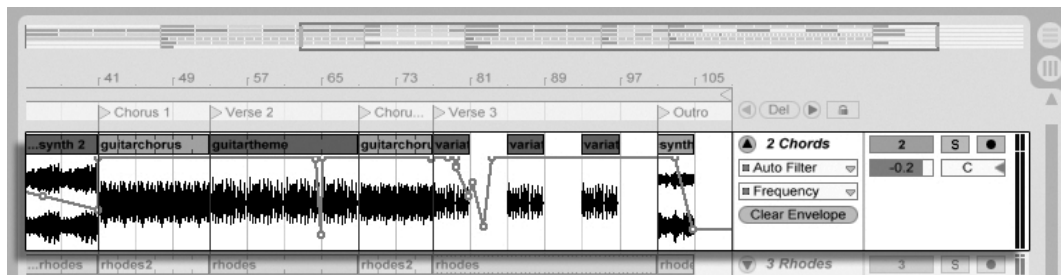 41 49 57 65 73 81 89 97 105
Chorus 1 Verse 2 Choru... Verse 3 Outro Del
...synth 2 guitarchorus guitartheme guitarchoru variat variat variat synth 2 Chords 2 S
Auto Filter -0.2 C
Frequency
Clear Envelope
...rhodes rhodes2 rhodes rhodes2 rhodes rhode 3 Rhodes 3 S